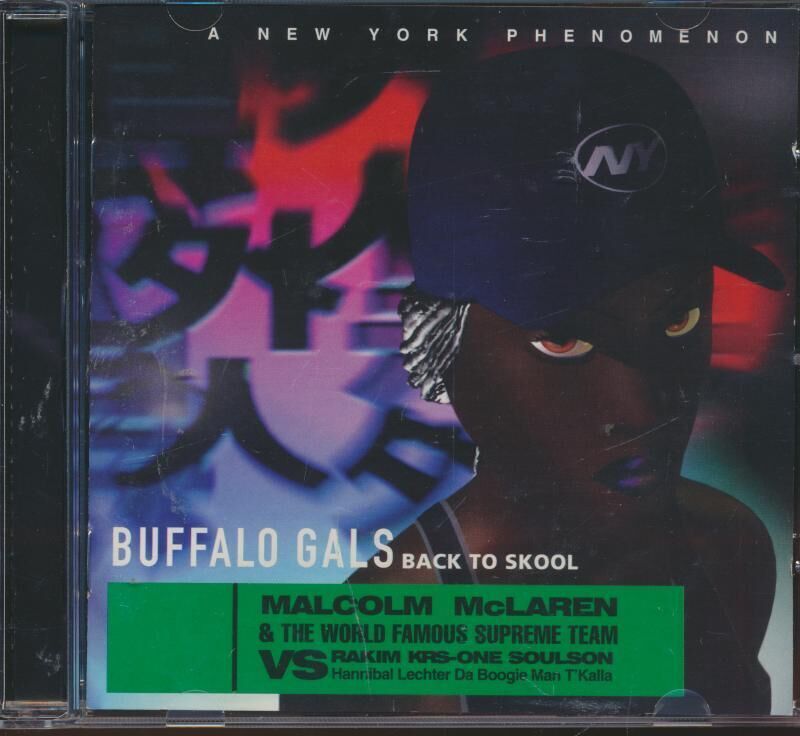 A NEW YORK PHENOMENON
NY
BUFFALO GALS BACK TO SKOOL
MALCOLM McLAREN
& THE WORLD FAMOUS SUPREME TEAM
VS RAKIM KRS-ONE SOULSON
Hannibal Lechter Da Boogie Man T'Kalla